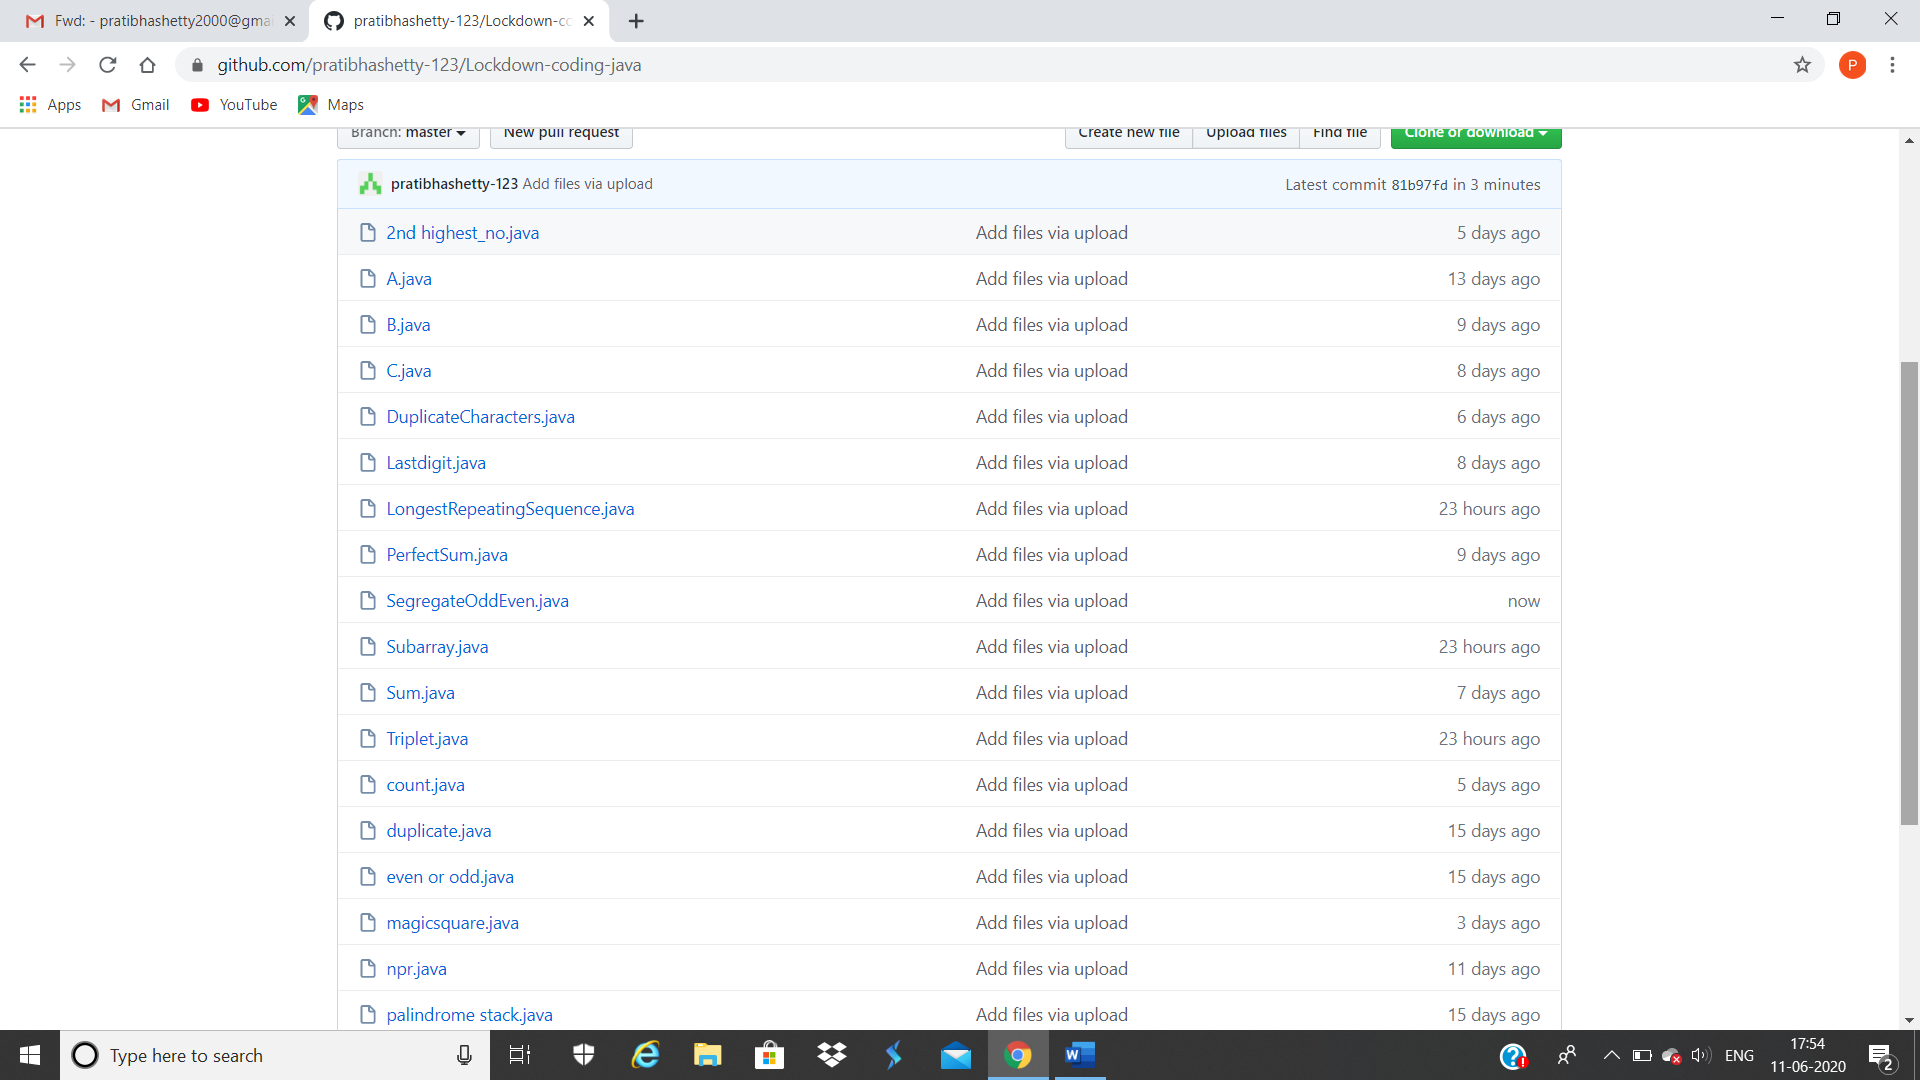 Fwd: - pratibhashetty2000@gmai
pratibhashetty-123/Lockdown-co
github.com/pratibhashetty-123/Lockdown-coding-java
P
Apps Gmail YouTube Maps
Branch: master New pull request Create new file Upload files Find file Clone or download
pratibhashetty-123 Add files via upload Latest commit 81b97fd in 3 minutes
2nd highest_no.java Add files via upload 5 days ago
A.java Add files via upload 13 days ago
B.java Add files via upload 9 days ago
C.java Add files via upload 8 days ago
DuplicateCharacters.java Add files via upload 6 days ago
Lastdigit.java Add files via upload 8 days ago
LongestRepeatingSequence.java Add files via upload 23 hours ago
PerfectSum.java Add files via upload 9 days ago
SegregateOddEven.java Add files via upload now
Subarray.java Add files via upload 23 hours ago
Sum.java Add files via upload 7 days ago
Triplet.java Add files via upload 23 hours ago
count.java Add files via upload 5 days ago
duplicate.java Add files via upload 15 days ago
even or odd.java Add files via upload 15 days ago
magicsquare.java Add files via upload 3 days ago
npr.java Add files via upload 11 days ago
palindrome stack.java Add files via upload 15 days ago
Type here to search
ENG
17:54
11-06-2020
2